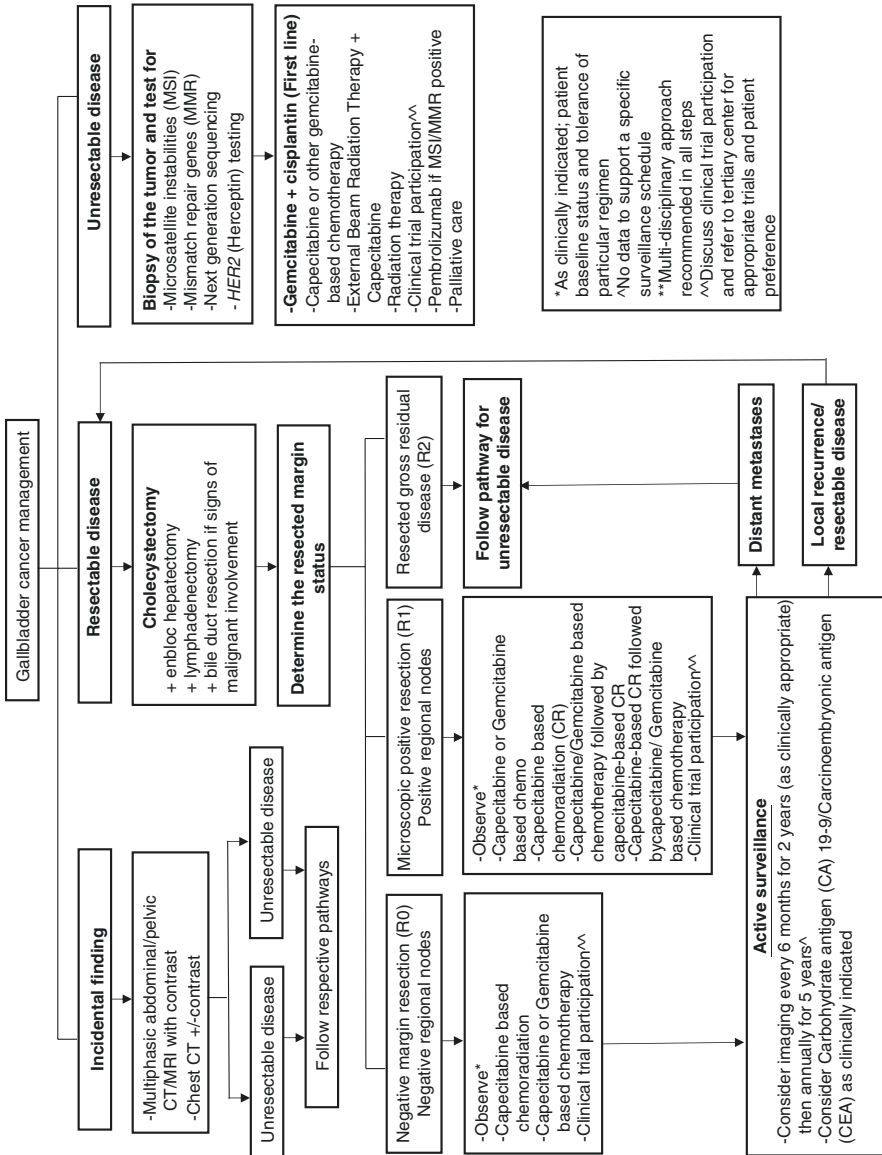 Gallbladder cancer management
Incidental finding
-Multiphasic abdominal/pelvic
CT/MRI with contrast
-Chest CT +/-contrast
Unresectable disease
Unresectable disease
Follow respective pathways
Resectable disease
Cholecystectomy
+ enbloc hepatectomy
+ lymphadenectomy
+ bile duct resection if signs of
malignant involvement
Determine the resected margin
status
Negative margin resection (R0)
Negative regional nodes
-Observe*
-Capecitabine based
chemoradiation
-Capecitabine or Gemcitabine
based chemotherapy
-Clinical trial participation^^
Microscopic positive resection (R1)
Positive regional nodes
-Observe*
-Capecitabine or Gemcitabine
based chemo
-Capecitabine based
chemoradiation (CR)
-Capecitabine/Gemcitabine based
chemotherapy followed by
capecitabine-based CR
-Capecitabine-based CR followed
bycapecitabine/ Gemcitabine
based chemotherapy
-Clinical trial participation^^
Resected gross residual
disease (R2)
Follow pathway for
unresectable disease
Active surveillance
-Consider imaging every 6 months for 2 years (as clinically appropriate)
then annually for 5 years^
-Consider Carbohydrate antigen (CA) 19-9/Carcinoembryonic antigen
(CEA) as clinically indicated
Distant metastases
Local recurrence/
resectable disease
Unresectable disease
Biopsy of the tumor and test for
-Microsatellite instabilities (MSI)
-Mismatch repair genes (MMR)
-Next generation sequencing
- HER2 (Herceptin) testing
-Gemcitabine + cisplantin (First line)
-Capecitabine or other gemcitabine-
based chemotherapy
-External Beam Radiation Therapy +
Capecitabine
-Radiation therapy
-Clinical trial participation^^
-Pembrolizumab if MSI/MMR positive
-Palliative care
*As clinically indicated; patient
baseline status and tolerance of
particular regimen
^No data to support a specific
surveillance schedule
**Multi-disciplinary approach
recommended in all steps
^^Discuss clinical trial participation
and refer to tertiary center for
appropriate trials and patient
preference